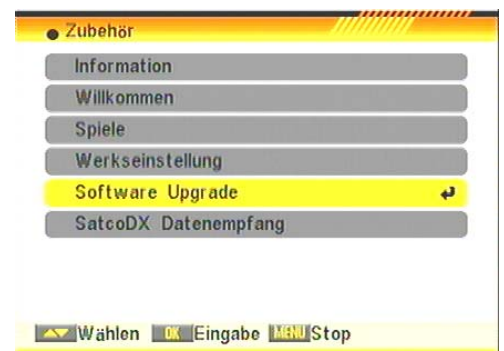 Zubehör
Information
Willkommen
Spiele
Werkseinstellung
Software Upgrade
SatcoDX Datenempfang
Wählen OK Eingabe MENU Stop